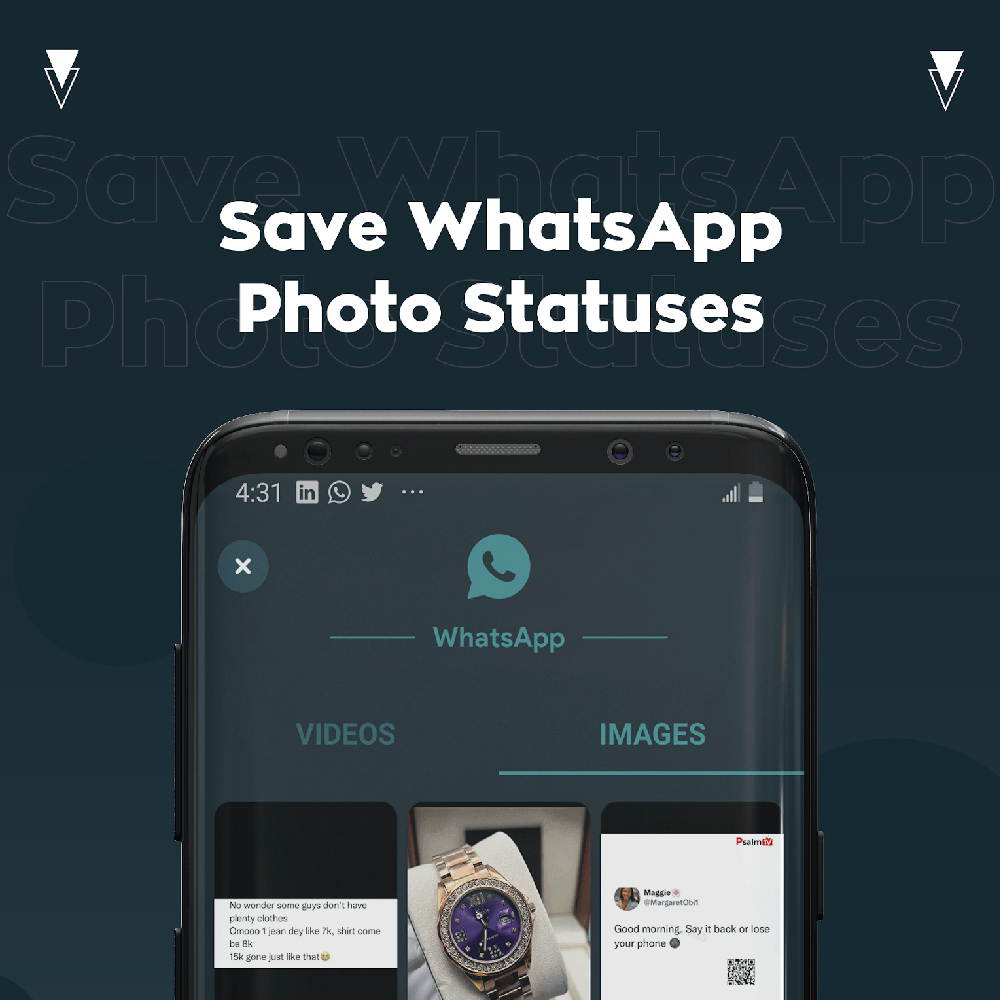 Save WhatsApp
Photo Statuses
Save WhatsApp
Photo Statuses
4:31 in ...
WhatsApp
VIDEOS IMAGES
No wonder some guys don't have
plenty clothes
Omooo 1 jean dey like 7k, shirt come
be 8k
15k gone just like that😂
PsalmTV
Maggie
@MargaretObi1
Good morning, Say it back or lose
your phone 🌚